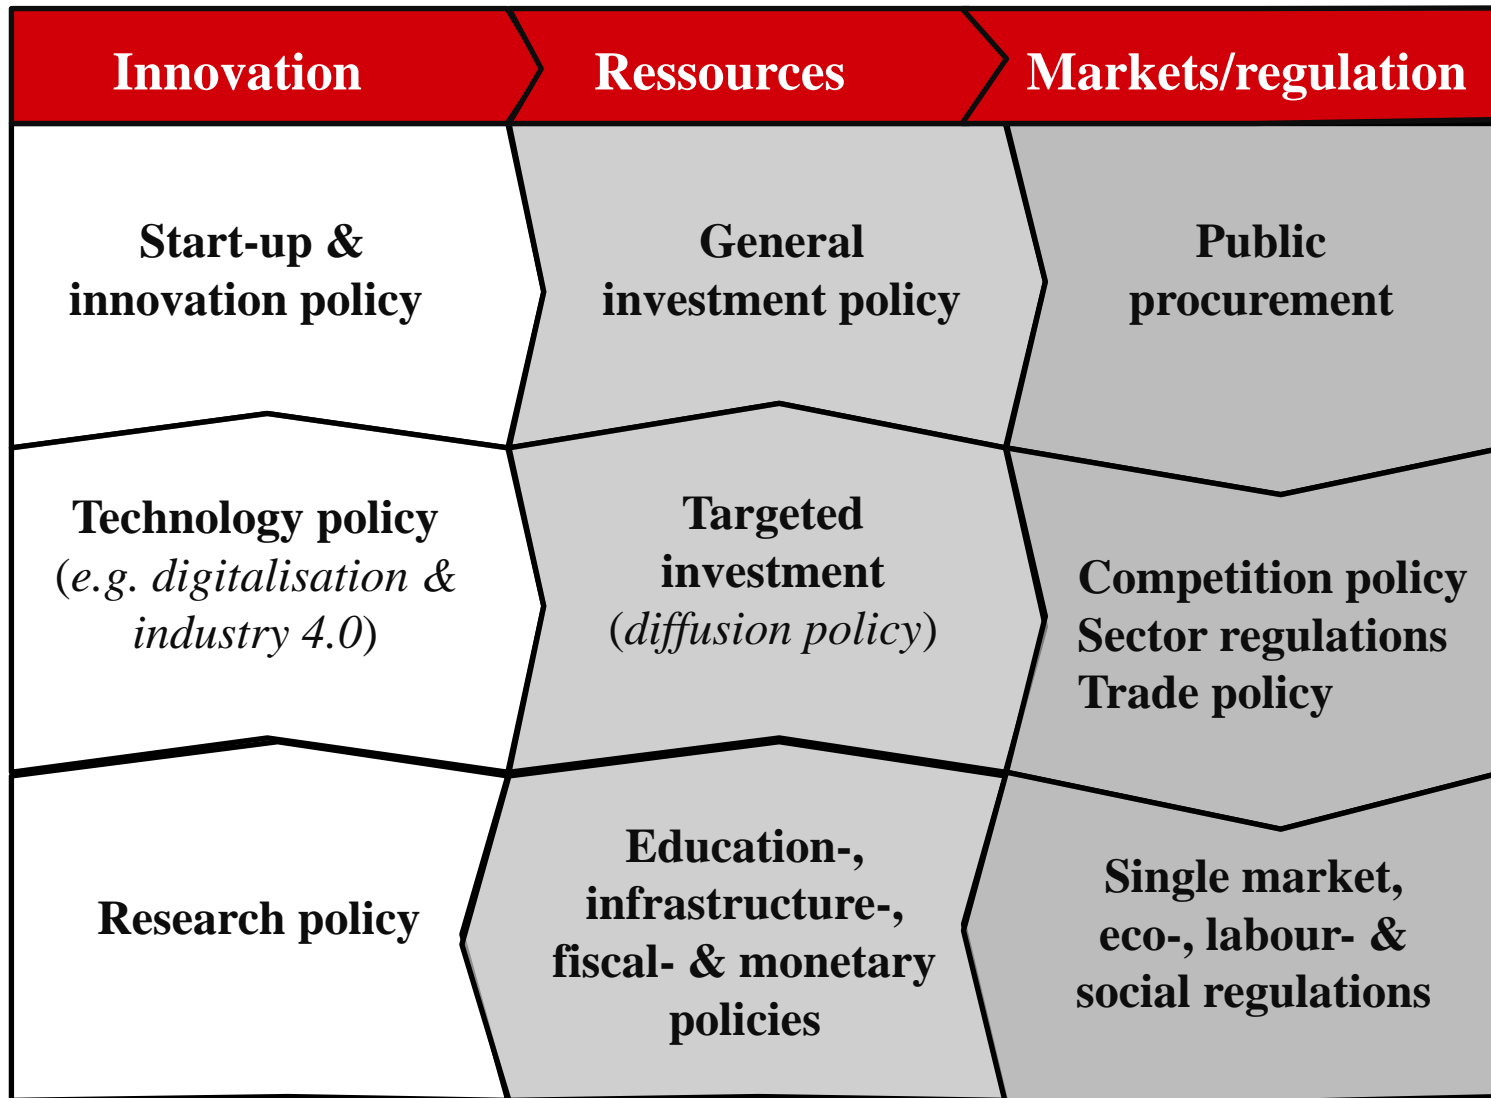 Innovation
Ressources
Markets/regulation
Start-up &
innovation policy
General
investment policy
Public
procurement
Technology policy
(e.g. digitalisation &
industry 4.0)
Targeted
investment
(diffusion policy)
Competition policy
Sector regulations
Trade policy
Research policy
Education-,
infrastructure-,
fiscal- & monetary
policies
Single market,
eco-, labour- &
social regulations